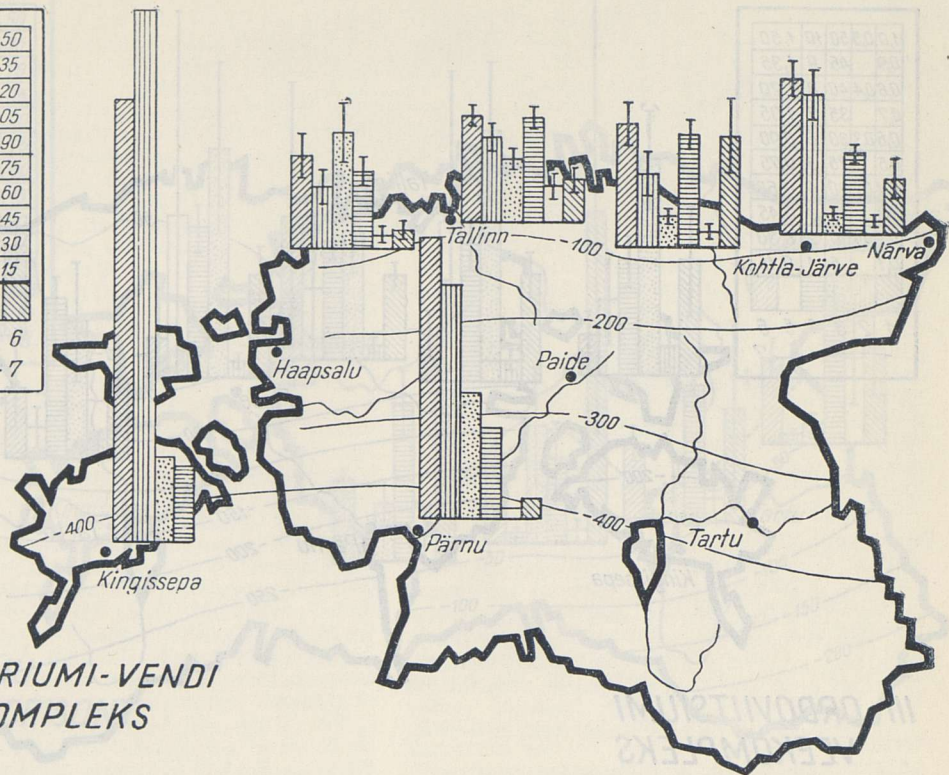 50
35
20
05
90
75
60
45
30
15
6
7
Tallinn
-100
Kohtla-Järve
Narva
-200
Haapsalu
Paide
-300
-400
-400
Pärnu
Tartu
Kingissepa
RIUMI-VENDI
OMPLEKS